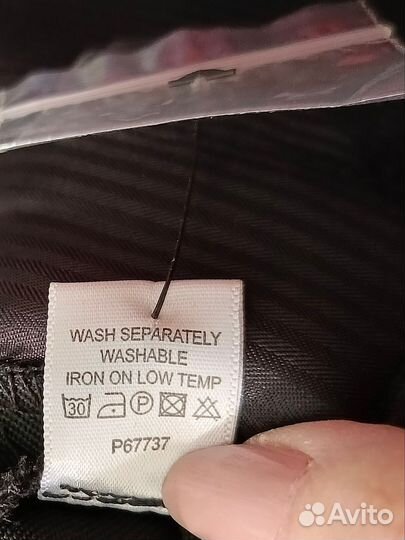 WASH SEPARATELY
WASHABLE
IRON ON LOW TEMP
30 P
P67737
Avito